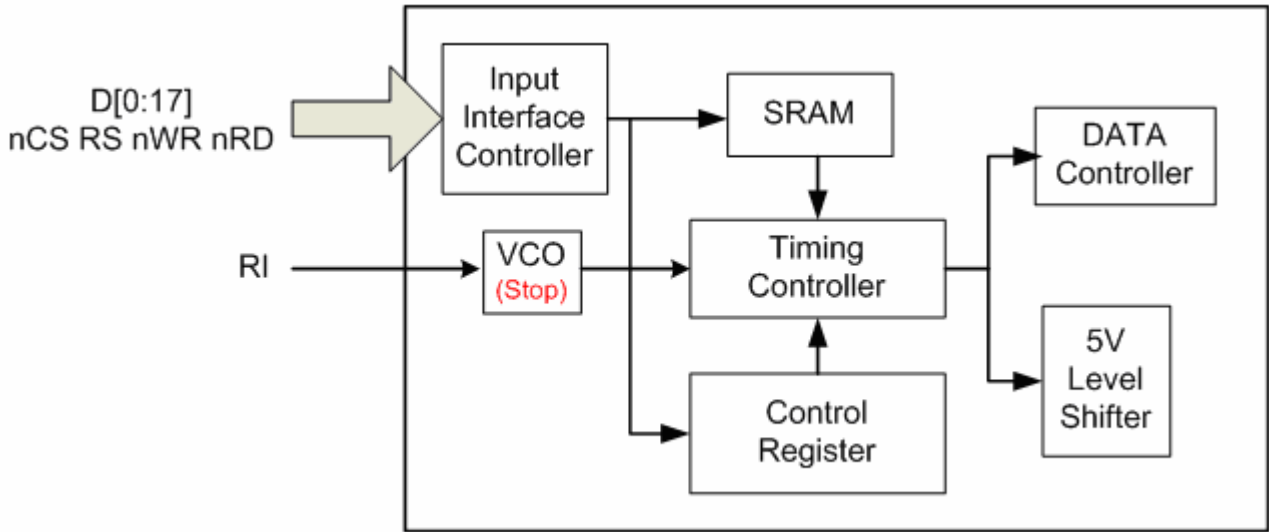 D[0:17]
nCS RS nWR nRD
Input
Interface
Controller
SRAM
DATA
Controller
RI
VCO
(Stop)
Timing
Controller
5V
Level
Shifter
Control
Register